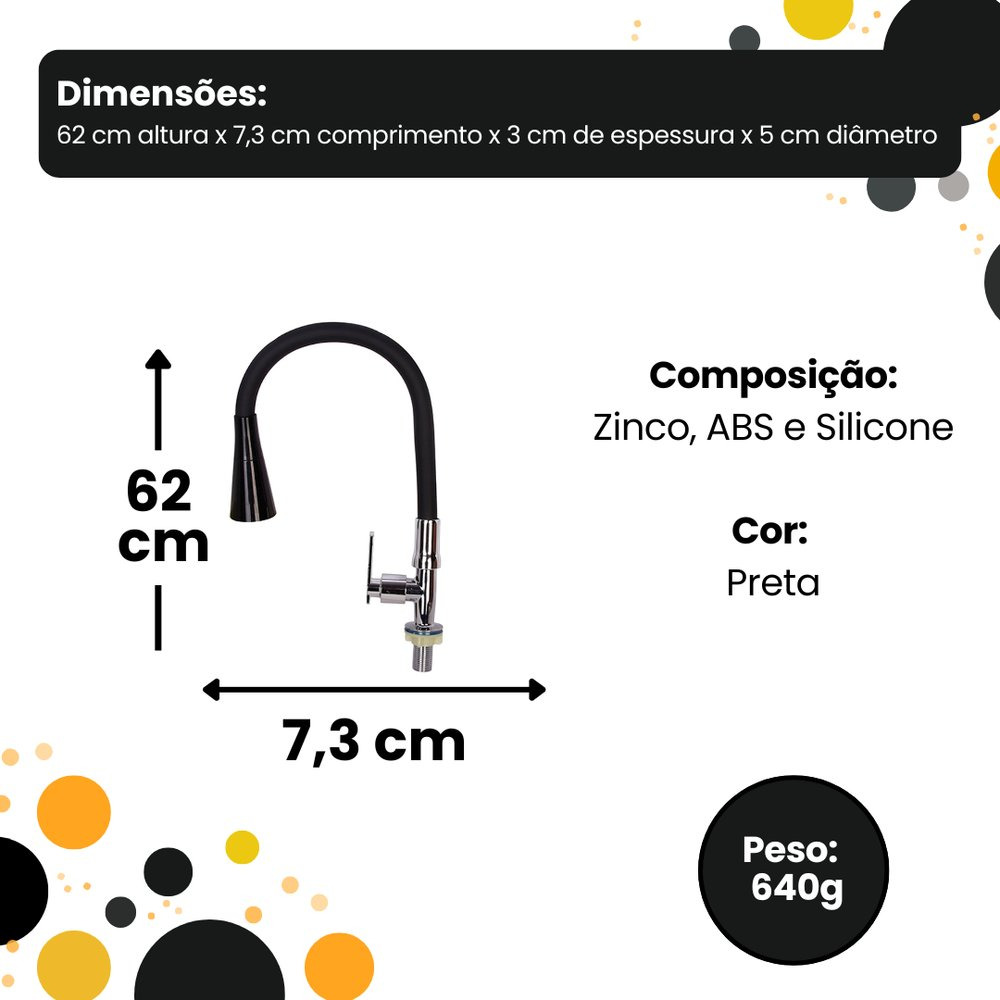 Dimensões:
62 cm altura x 7,3 cm comprimento x 3 cm de espessura x 5 cm diâmetro
Composição:
Zinco, ABS e Silicone
62
cm
Cor:
Preta
7,3 cm
Peso:
640g